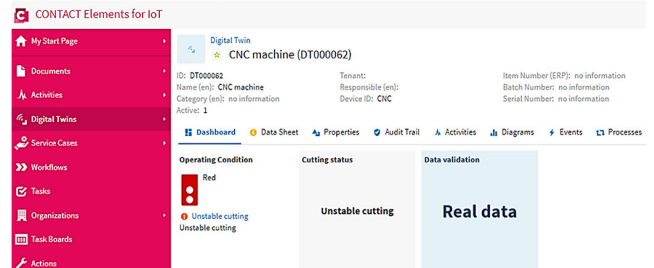 CONTACT Elements for IoT
My Start Page
Documents
Activities
Digital Twins
Service Cases
Workflows
Tasks
Organizations
Task Boards
Actions
Digital Twin
CNC machine (DT000062)
ID: DT000062
Name (en): CNC machine
Category (en): no information
Active: 1
Tenant:
Responsible (en):
Device ID: CNC
Item Number (ERP): no information
Batch Number: no information
Serial Number: no information
Dashboard Data Sheet Properties Audit Trail Activities Diagrams Events Processes
Operating Condition
Red
Unstable cutting
Unstable cutting
Cutting status
Unstable cutting
Data validation
Real data